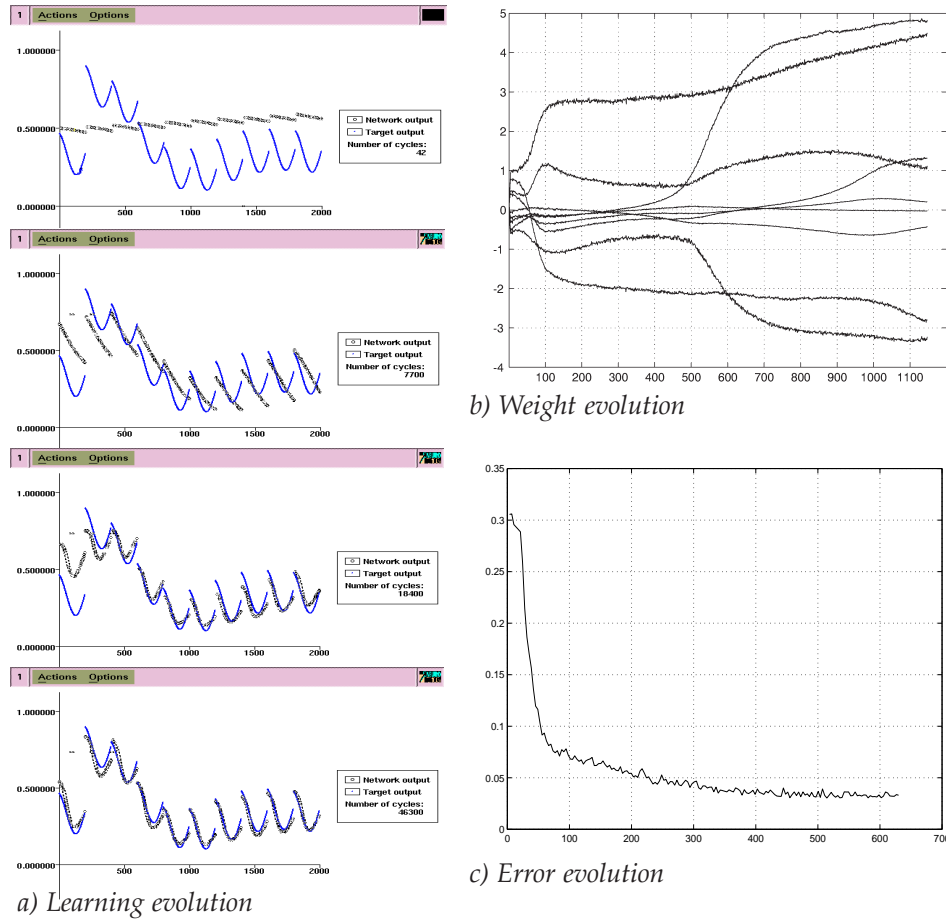 1 Actions Options
1.000000
0.500000
0.000000
500 1000 1500 2000
Network output
Target output
Number of cycles:
42
1 Actions Options
1.000000
0.500000
0.000000
500 1000 1500 2000
Network output
Target output
Number of cycles:
7700
1 Actions Options
1.000000
0.500000
0.000000
500 1000 1500 2000
Network output
Target output
Number of cycles:
18400
1 Actions Options
1.000000
0.500000
0.000000
500 1000 1500 2000
Network output
Target output
Number of cycles:
46300
a) Learning evolution
5
4
3
2
1
0
-1
-2
-3
-4
100 200 300 400 500 600 700 800 900 1000 1100
b) Weight evolution
0.35
0.3
0.25
0.2
0.15
0.1
0.05
0
0 100 200 300 400 500 600 700
c) Error evolution